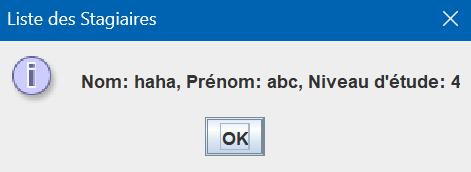 Liste des Stagiaires
Nom: haha, Prénom: abc, Niveau d'étude: 4
OK